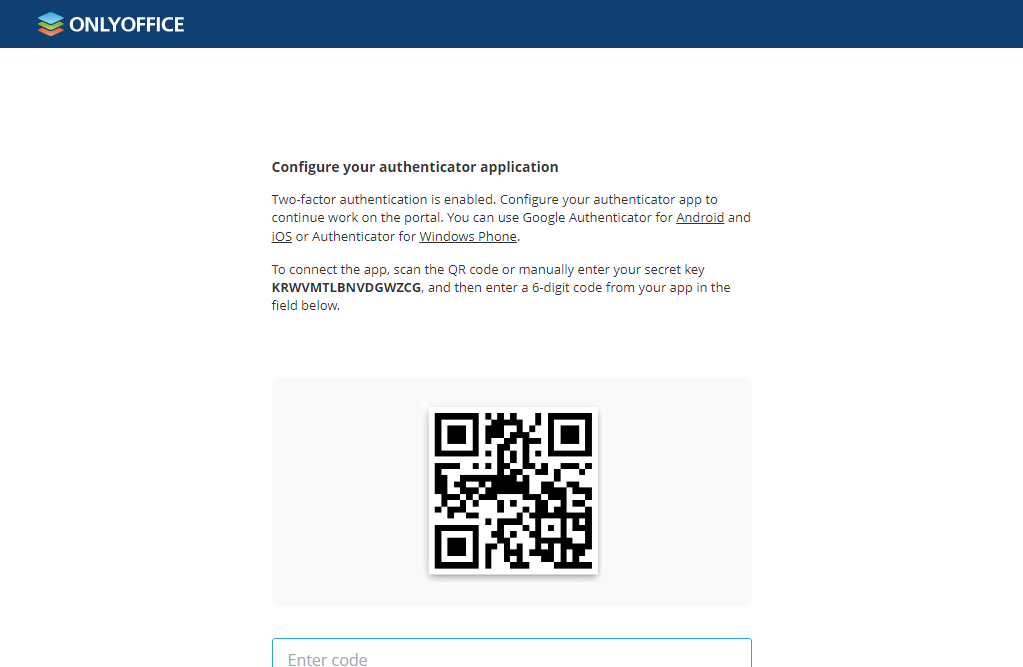 ONLYOFFICE
Configure your authenticator application
Two-factor authentication is enabled. Configure your authenticator app to
continue work on the portal. You can use Google Authenticator for Android and
iOS or Authenticator for Windows Phone.
To connect the app, scan the QR code or manually enter your secret key
KRWVMTLBNVDGWZCG, and then enter a 6-digit code from your app in the
field below.
Enter code